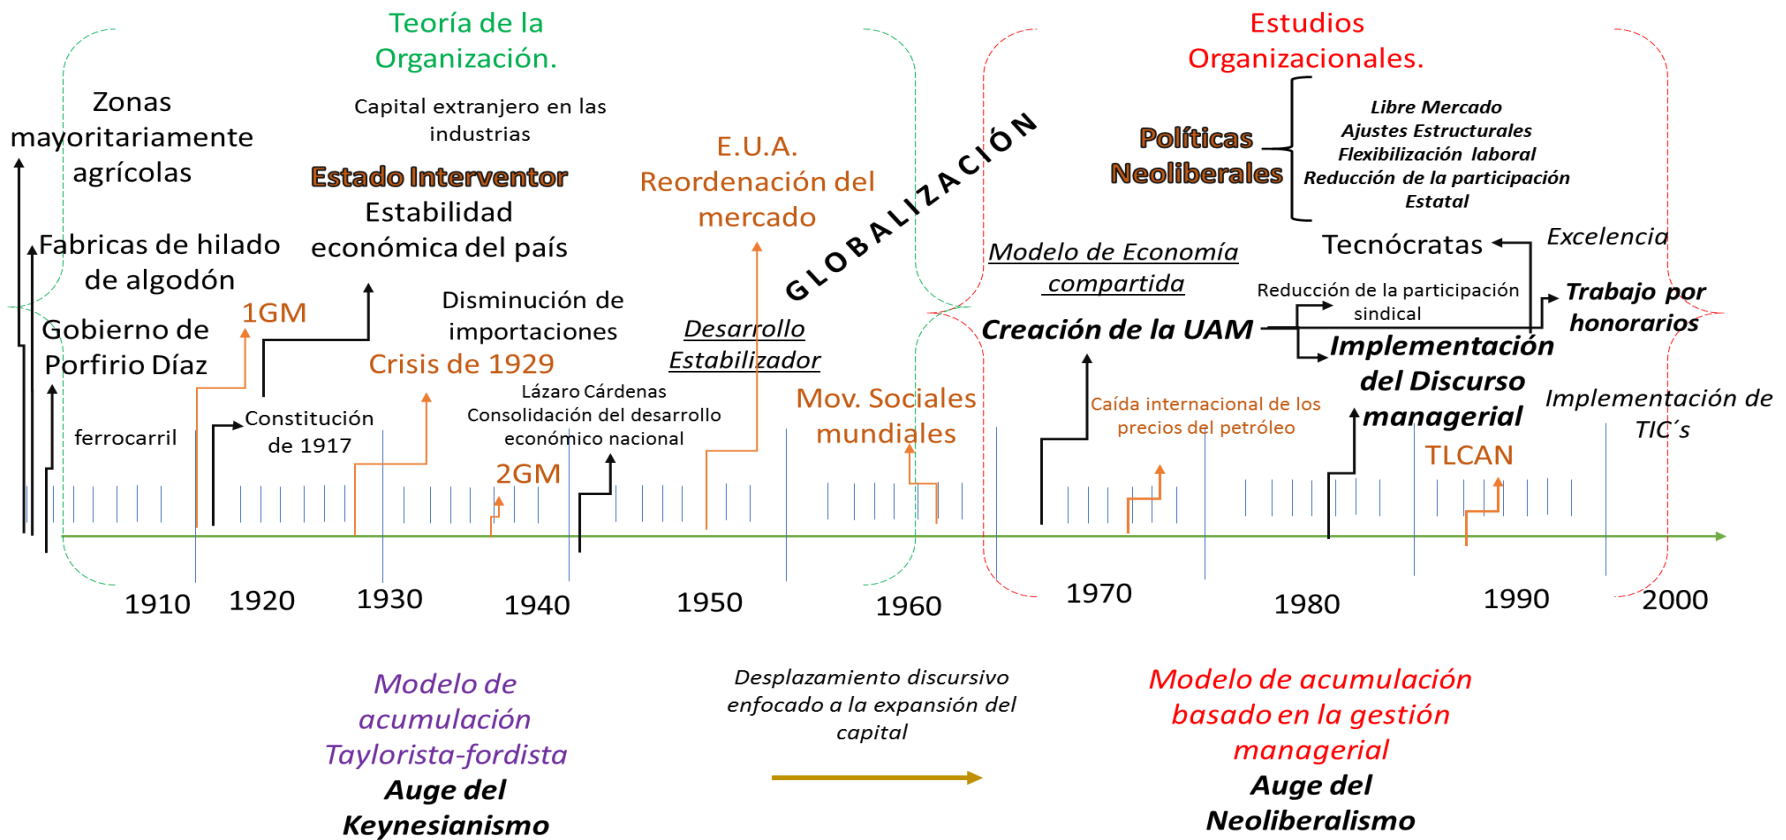 Teoría de la
Organización.
Estudios
Organizacionales.
Zonas
mayoritariamente
agrícolas
Capital extranjero en las
industrias
Estado Interventor
Estabilidad
económica del país
E.U.A.
Reordenación del
mercado
GLOBALIZACIÓN
Políticas
Neoliberales
Libre Mercado
Ajustes Estructurales
Flexibilización laboral
Reducción de la participación
Estatal
Fabricas de hilado
de algodón
Gobierno de
Porfirio Díaz
1GM
Disminución de
importaciones
Crisis de 1929
Desarrollo
Estabilizador
Modelo de Economía
compartida
Creación de la UAM
Tecnócratas
Excelencia
Reducción de la participación
sindical
Trabajo por
honorarios
Implementación
del Discurso
managerial
ferrocarril
Constitución
de 1917
Lázaro Cárdenas
Consolidación del desarrollo
económico nacional
2GM
Mov. Sociales
mundiales
Caída internacional de los
precios del petróleo
TLCAN
Implementación de
TIC´s
1910 1920 1930 1940 1950 1960 1970 1980 1990 2000
Modelo de
acumulación
Taylorista-fordista
Auge del
Keynesianismo
Desplazamiento discursivo
enfocado a la expansión del
capital
Modelo de acumulación
basado en la gestión
managerial
Auge del
Neoliberalismo